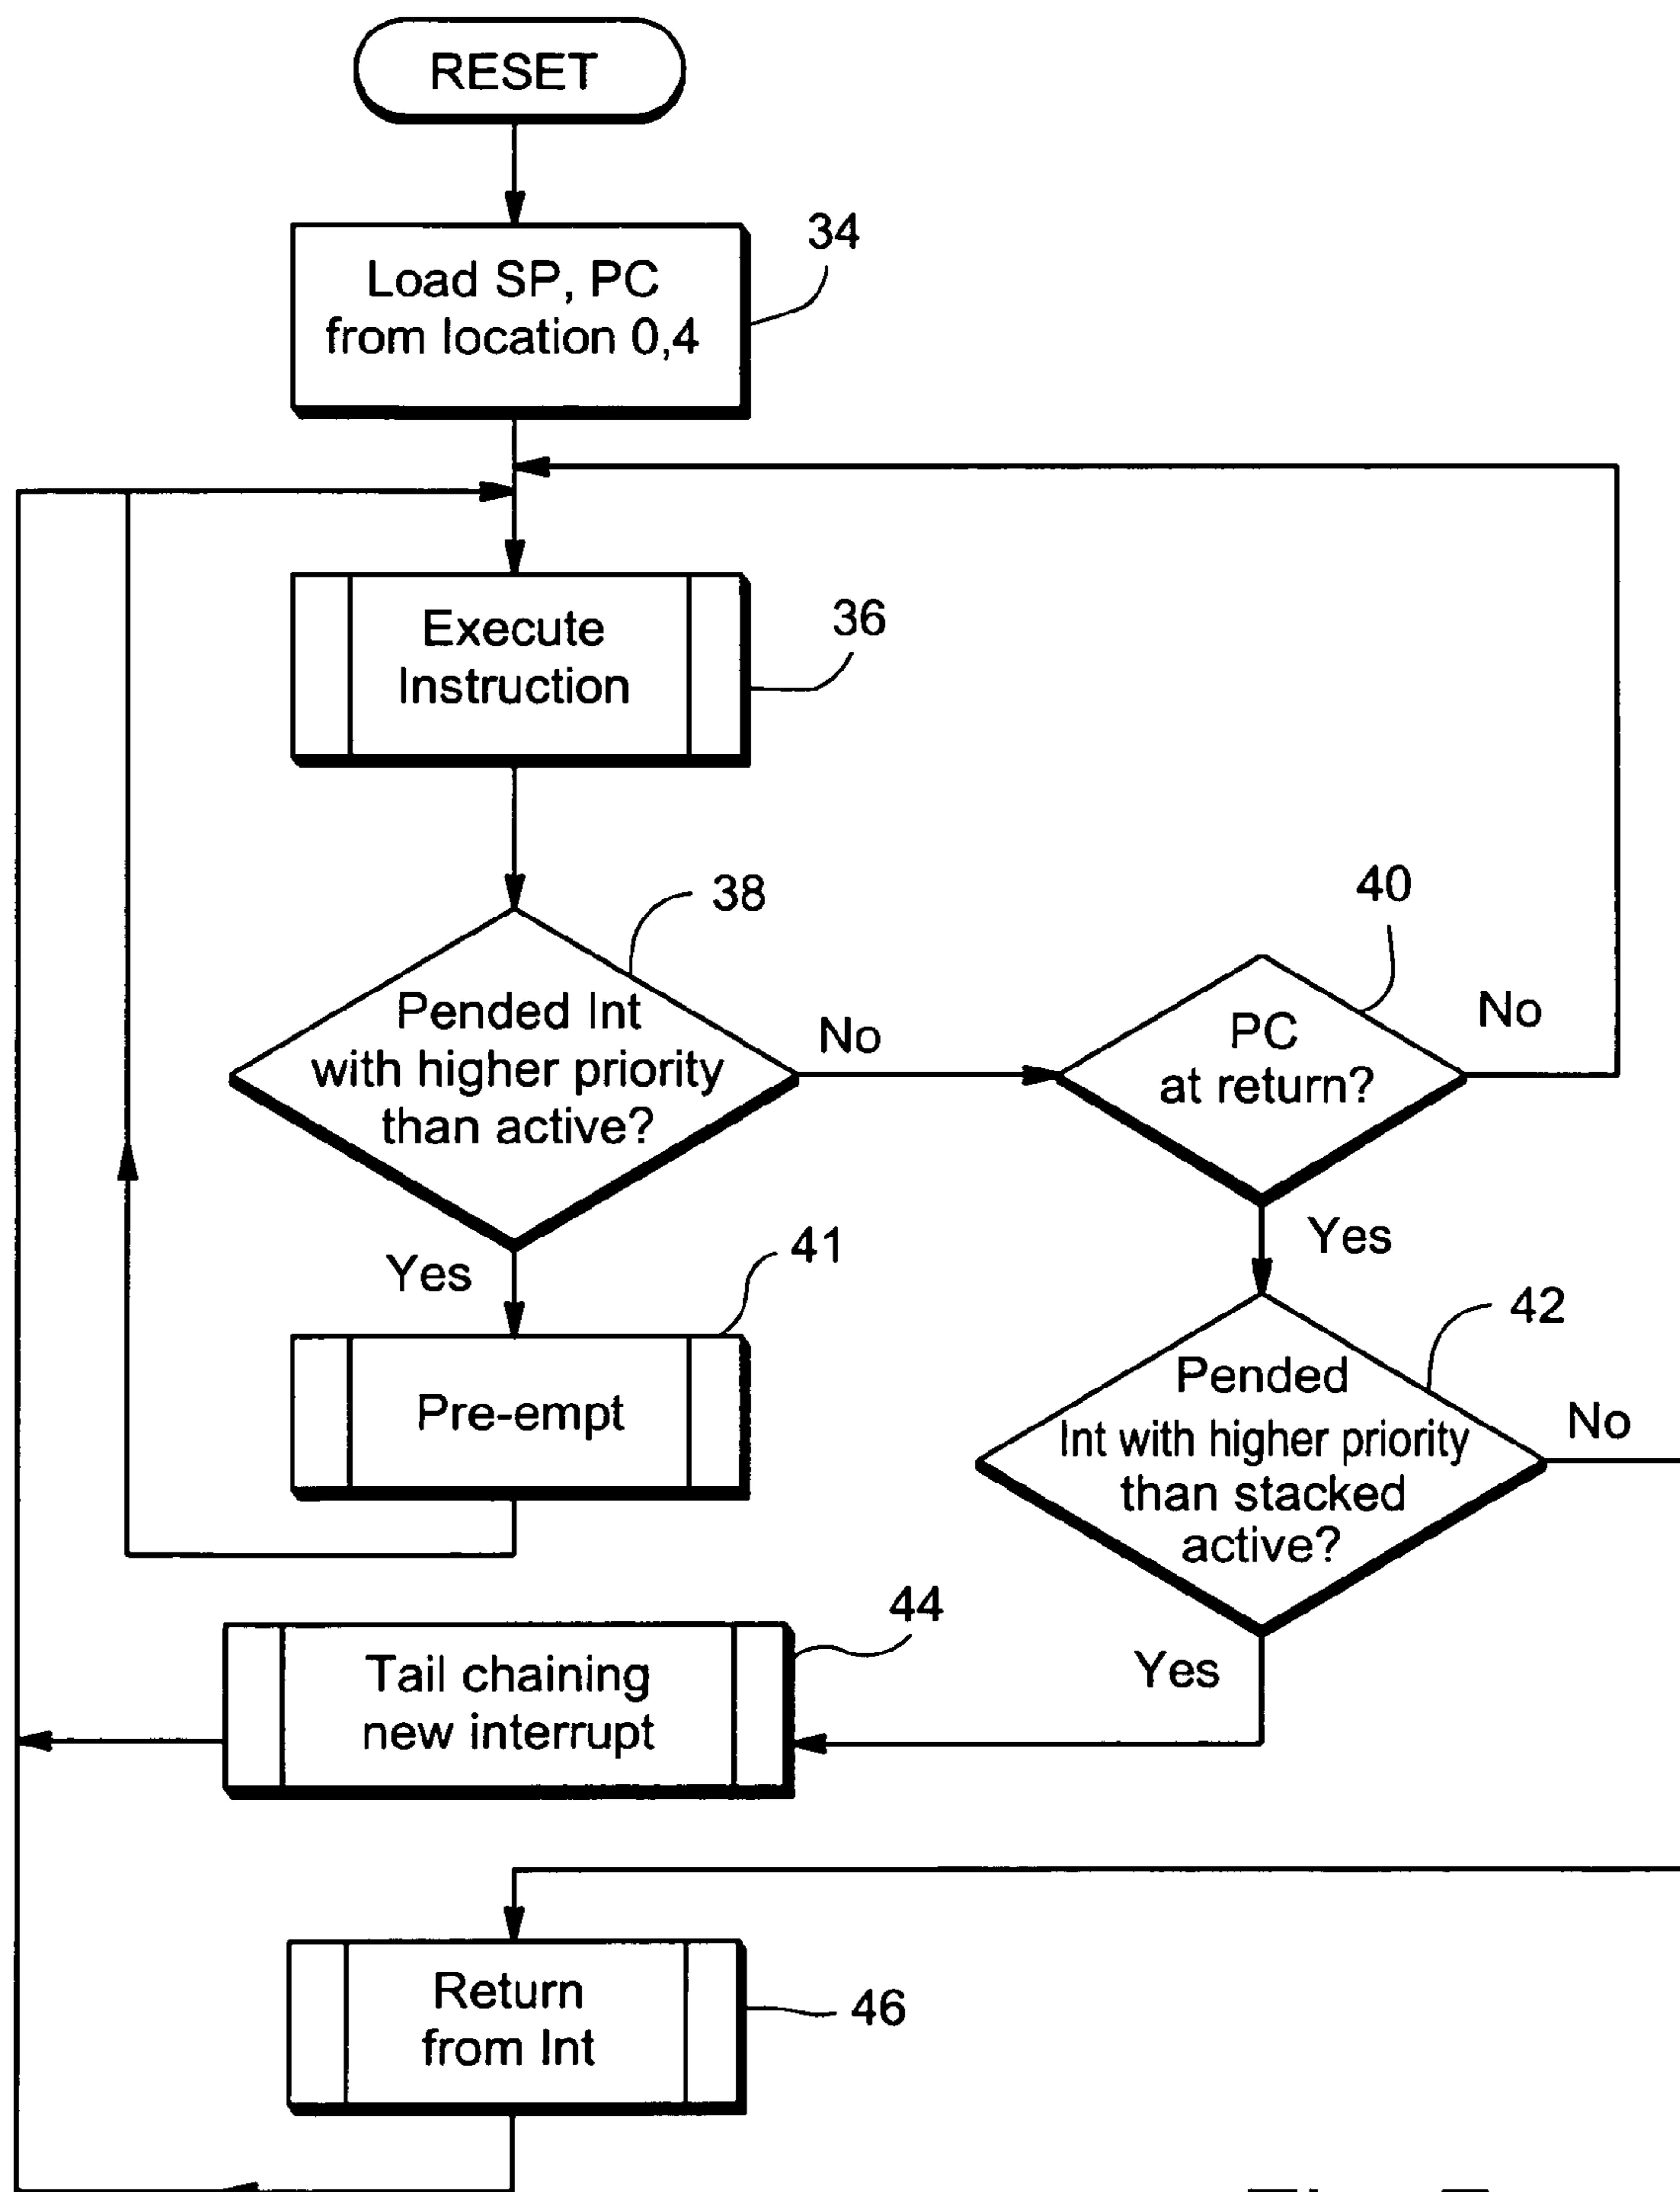 RESET
Load SP, PC
from location 0,4
34
Execute
Instruction
36
38
Pended Int
with higher priority
than active?
No
40
PC
at return?
No
Yes
Yes
41
Pre-empt
42
Pended
Int with higher priority
than stacked
active?
No
Yes
44
Tail chaining
new interrupt
Return
from Int
46